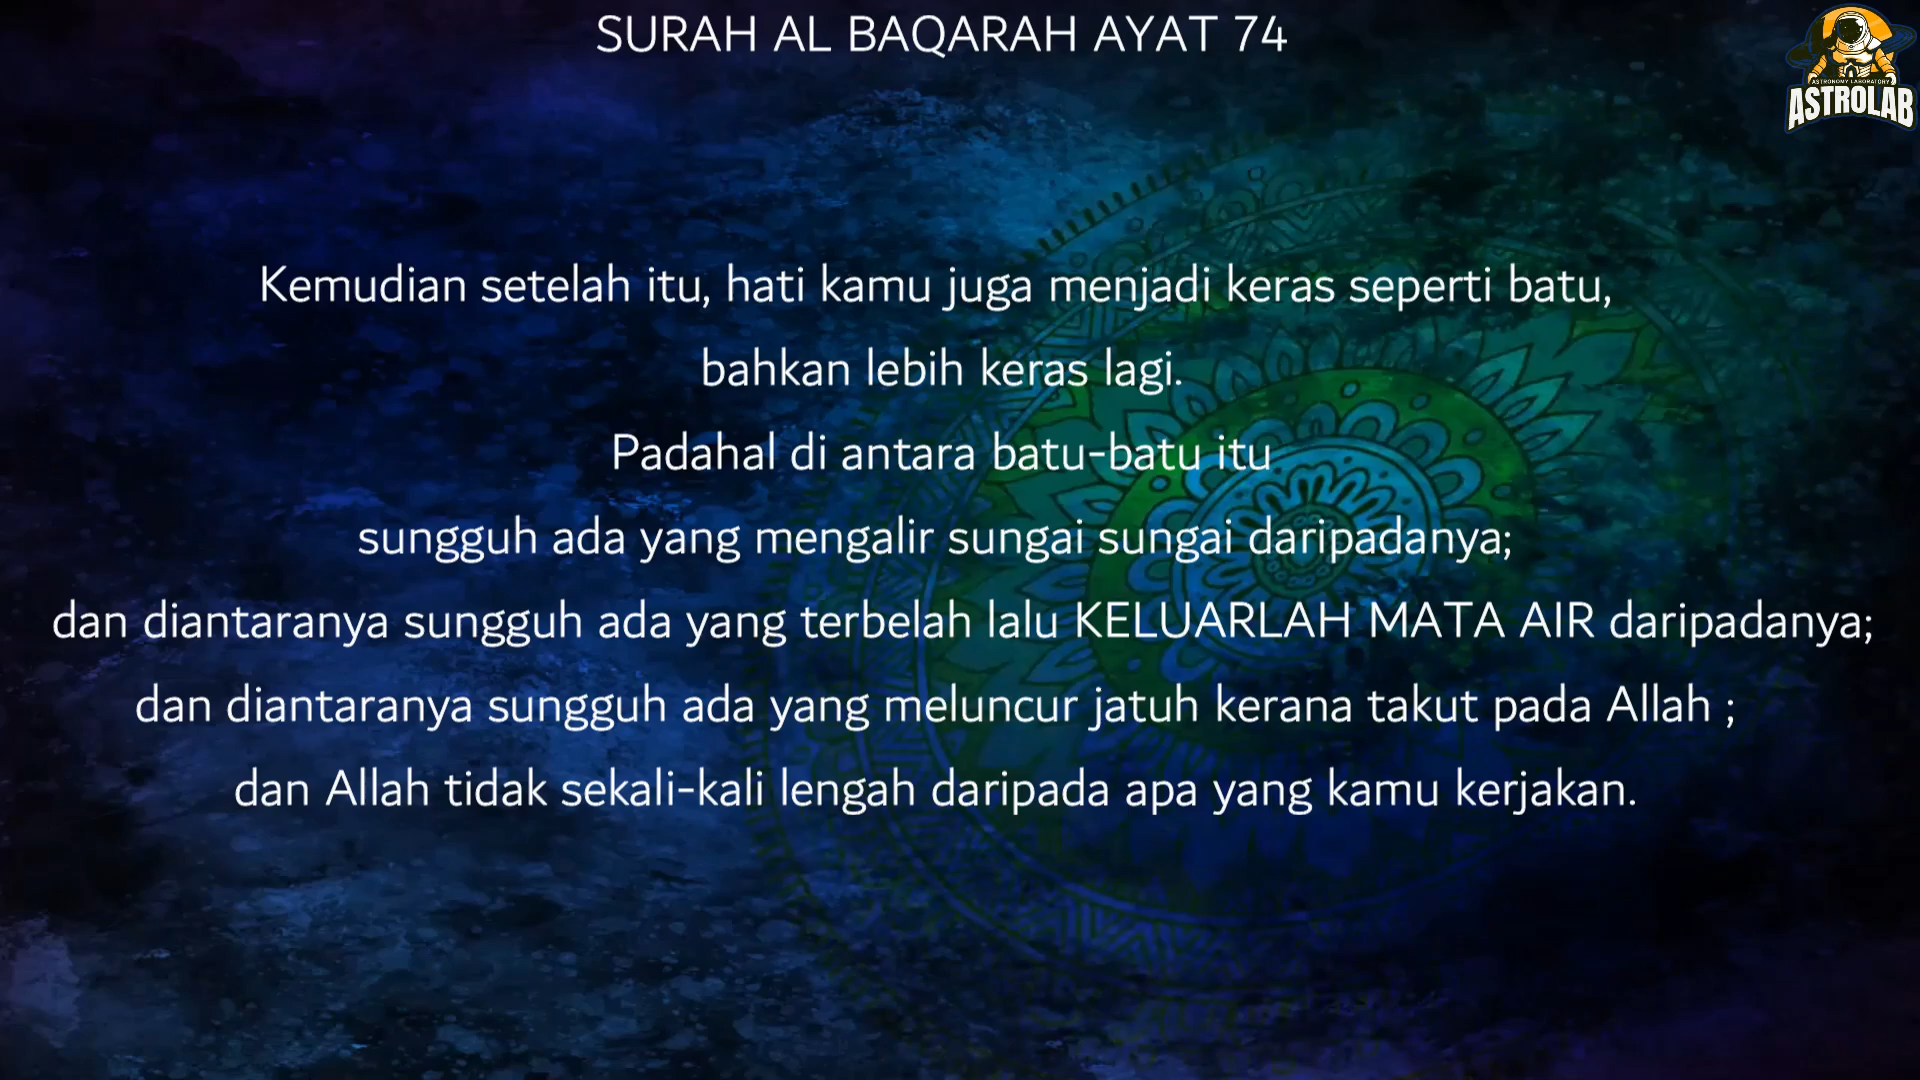 SURAH AL BAQARAH AYAT 74
ASTRONOMY LABORATORY
ASTROLAB
Kemudian setelah itu, hati kamu juga menjadi keras seperti batu,
bahkan lebih keras lagi.
Padahal di antara batu-batu itu
sungguh ada yang mengalir sungai sungai daripadanya;
dan diantaranya sungguh ada yang terbelah lalu KELUARLAH MATA AIR daripadanya;
dan diantaranya sungguh ada yang meluncur jatuh kerana takut pada Allah ;
dan Allah tidak sekali-kali lengah daripada apa yang kamu kerjakan.